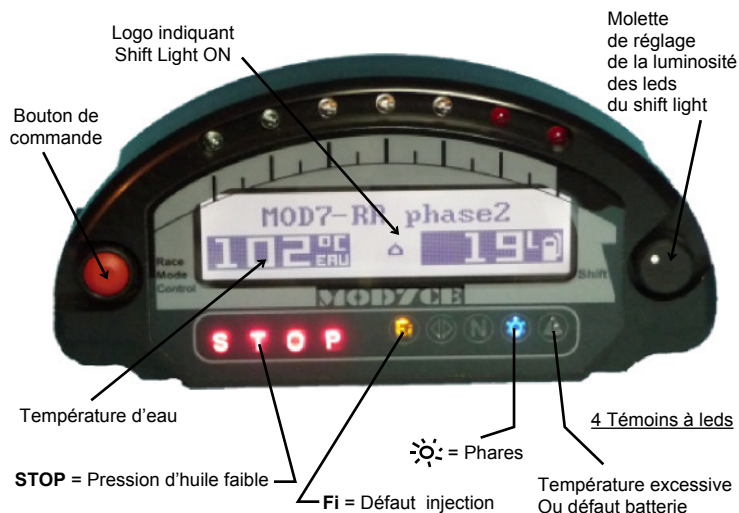 Logo indiquant
Shift Light ON
Molette
de réglage
de la luminosité
des leds
du shift light
Bouton de
commande
MOD7-RR phase2
102°C
EAU
19L
Race
Mode
Control
Shift
MOD7CE
STOP
Fi
N
Température d'eau
4 Témoins à leds
= Phares
STOP = Pression d'huile faible
Fi = Défaut injection
Température excessive
Ou défaut batterie